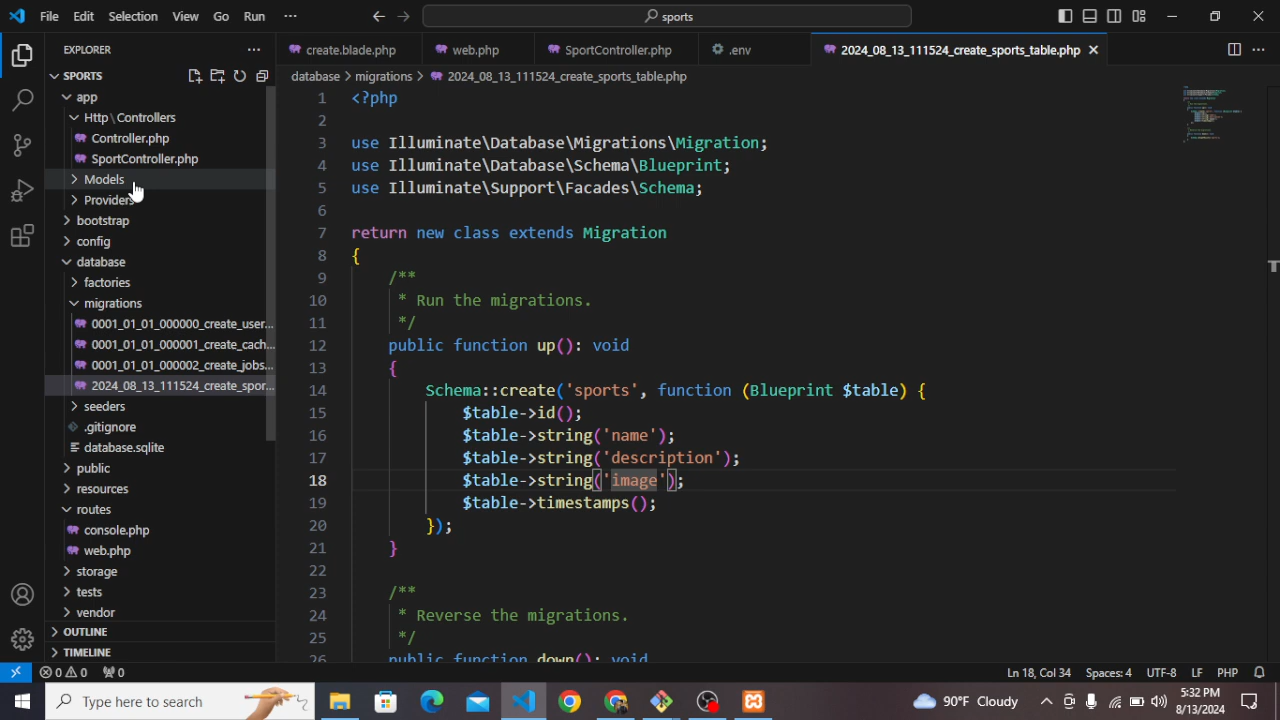 File Edit Selection View Go Run ··· sports
EXPLORER ··· create.blade.php web.php SportController.php .env 2024_08_13_111524_create_sports_table.php
SPORTS
database > migrations > 2024_08_13_111524_create_sports_table.php
app
Http \ Controllers
Controller.php
SportController.php
Models
Providers
bootstrap
config
database
factories
migrations
0001_01_01_000000_create_user...
0001_01_01_000001_create_cach...
0001_01_01_000002_create_jobs...
2024_08_13_111524_create_spor...
seeders
.gitignore
database.sqlite
public
resources
routes
console.php
web.php
storage
tests
vendor
OUTLINE
TIMELINE
1 <?php
2
3 use Illuminate\Database\Migrations\Migration;
4 use Illuminate\Database\Schema\Blueprint;
5 use Illuminate\Support\Facades\Schema;
6
7 return new class extends Migration
8 {
9 /**
10 * Run the migrations.
11 */
12 public function up(): void
13 {
14 Schema::create('sports', function (Blueprint $table) {
15 $table->id();
16 $table->string('name');
17 $table->string('description');
18 $table->string('image');
19 $table->timestamps();
20 });
21 }
22
23 /**
24 * Reverse the migrations.
25 */
26 public function down(): void
0 0 0 Ln 18, Col 34 Spaces: 4 UTF-8 LF PHP
Type here to search 90°F Cloudy 5:32 PM
8/13/2024